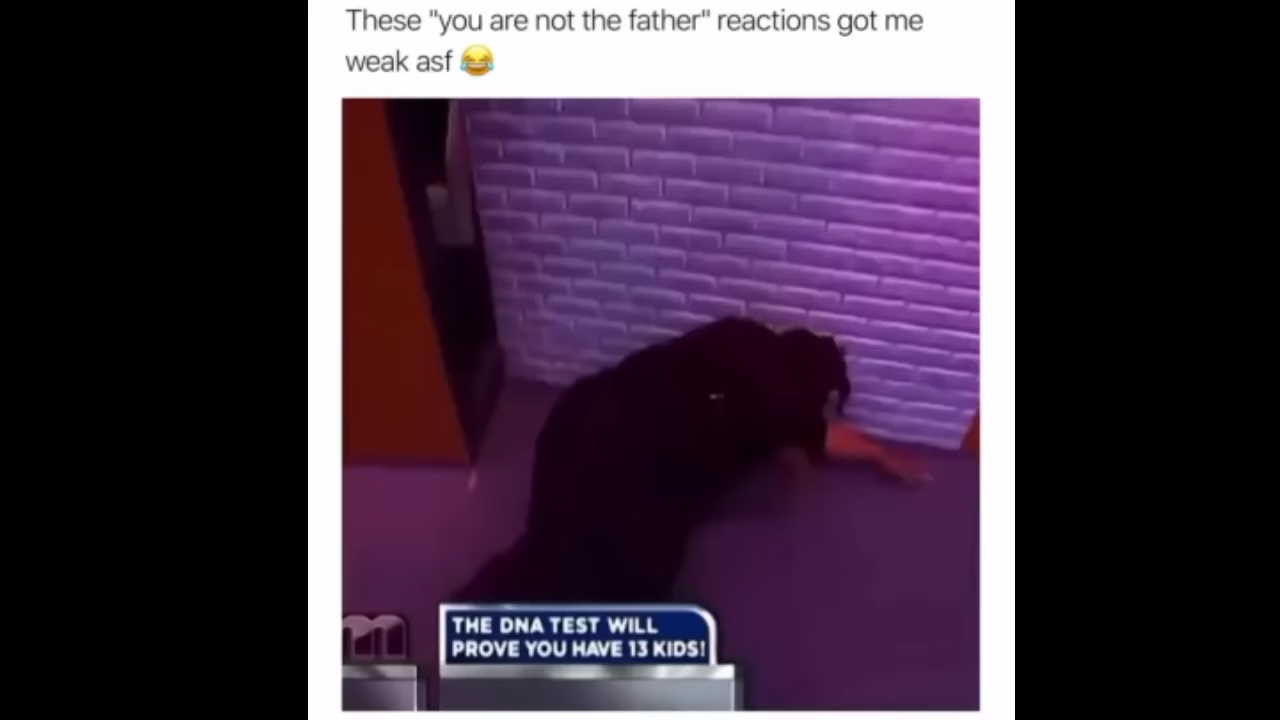 These "you are not the father" reactions got me
weak asf 😂
m
THE DNA TEST WILL
PROVE YOU HAVE 13 KIDS!